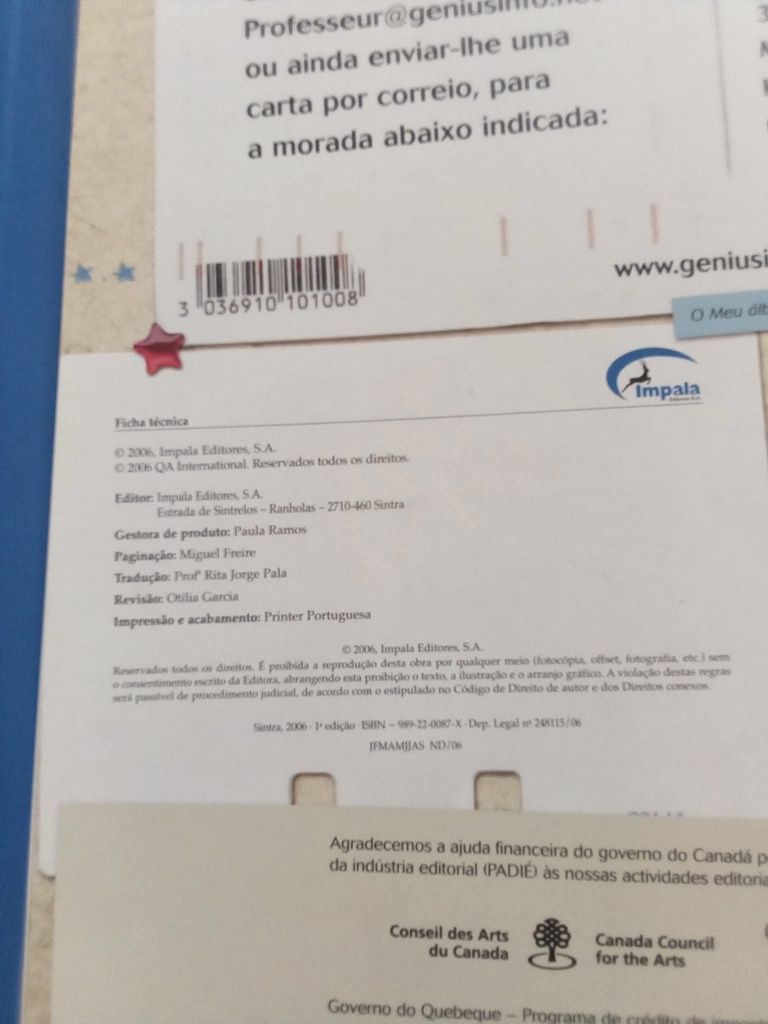 Professeur@geniusinfo.
ou ainda enviar-lhe uma
carta por correio, para
a morada abaixo indicada:
3 036910 101008
www.geniusi
O Meu
Impala
Ficha técnica
© 2006, Impala Editores, S.A.
© 2006 QA International. Reservados todos os direitos.
Editor: Impala Editores, S.A.
Estrada de Sintrelos – Ranholas – 2710-460 Sintra
Gestora de produto: Paula Ramos
Paginação: Miguel Freire
Tradução: Profª Rita Jorge Pala
Revisão: Otília Garcia
Impressão e acabamento: Printer Portuguesa
© 2006, Impala Editores, S.A.
Reservados todos os direitos. É proibida a reprodução desta obra por qualquer meio (fotocópia, offset, fotografia, etc.) sem
o consentimento escrito da Editora, abrangendo esta proibição o texto, a ilustração e o arranjo gráfico. A violação destas regras
será passível de procedimento judicial, de acordo com o estipulado no Código de Direito de autor e dos Direitos conexos.
Sintra, 2006 · 1ª edição · ISBN – 989-22-0087-X · Dep. Legal nº 248115/06
JFMAMJJAS ND/06
Agradecemos a ajuda financeira do governo do Canadá p
da indústria editorial (PADIÉ) às nossas actividades editoria
Conseil des Arts
du Canada
Canada Council
for the Arts
Governo do Quebeque – Programa de crédito de